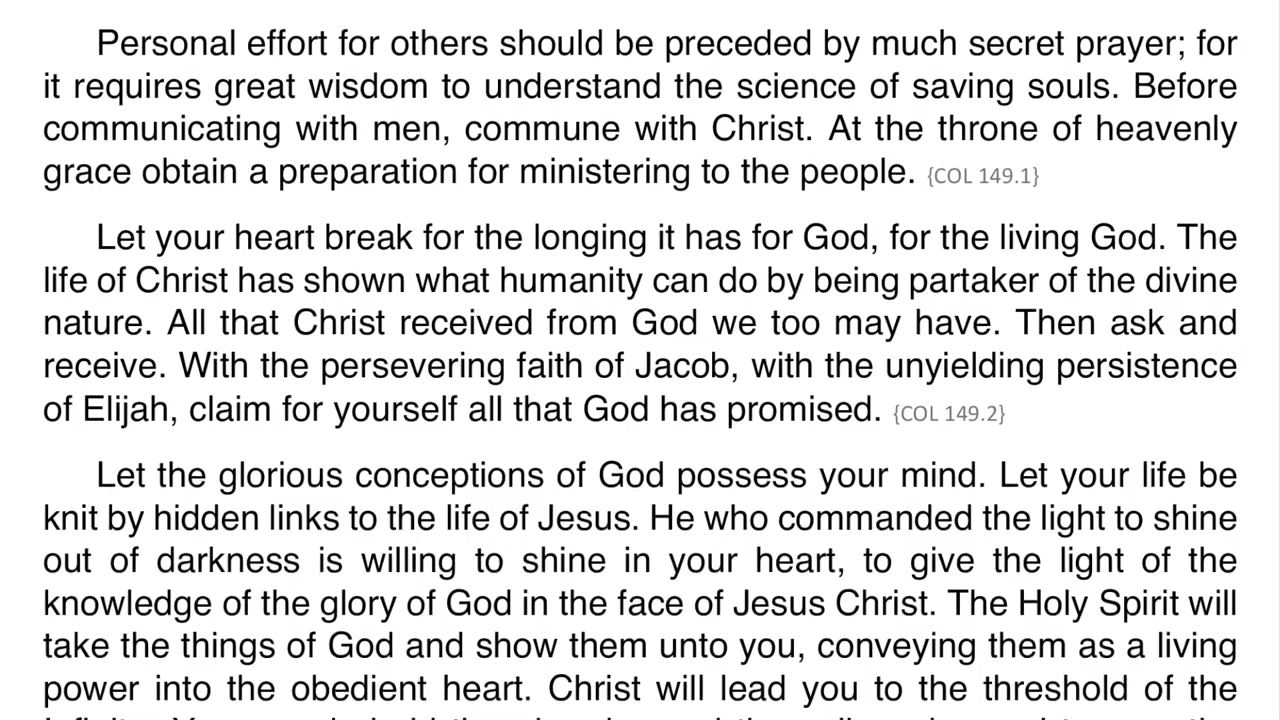 Personal effort for others should be preceded by much secret prayer; for
it requires great wisdom to understand the science of saving souls. Before
communicating with men, commune with Christ. At the throne of heavenly
grace obtain a preparation for ministering to the people. {COL 149.1}
Let your heart break for the longing it has for God, for the living God. The
life of Christ has shown what humanity can do by being partaker of the divine
nature. All that Christ received from God we too may have. Then ask and
receive. With the persevering faith of Jacob, with the unyielding persistence
of Elijah, claim for yourself all that God has promised. {COL 149.2}
Let the glorious conceptions of God possess your mind. Let your life be
knit by hidden links to the life of Jesus. He who commanded the light to shine
out of darkness is willing to shine in your heart, to give the light of the
knowledge of the glory of God in the face of Jesus Christ. The Holy Spirit will
take the things of God and show them unto you, conveying them as a living
power into the obedient heart. Christ will lead you to the threshold of the